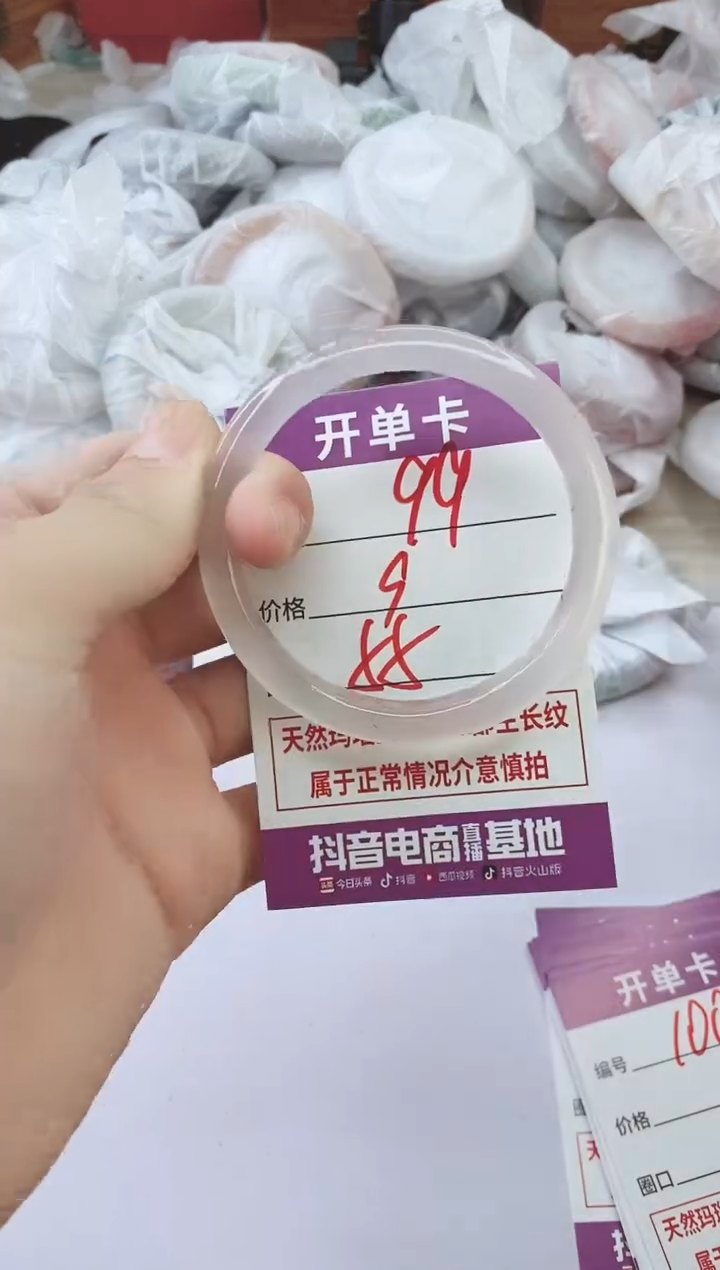 开单卡
99
价格 9
88
天然玛
生长纹
属于正常情况介意慎拍
抖音电商直播基地
今日头条 抖音 西瓜视频 抖音火山版
开单卡
编号 100
价格
圈口
天然玛